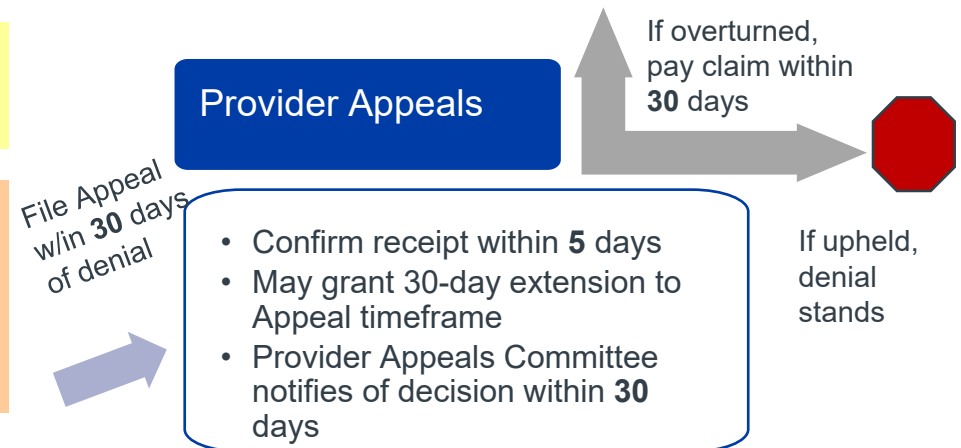 If overturned,
pay claim within
30 days
Provider Appeals
File Appeal
w/in 30 days
of denial
• Confirm receipt within 5 days
• May grant 30-day extension to
Appeal timeframe
• Provider Appeals Committee
notifies of decision within 30
days
If upheld,
denial
stands